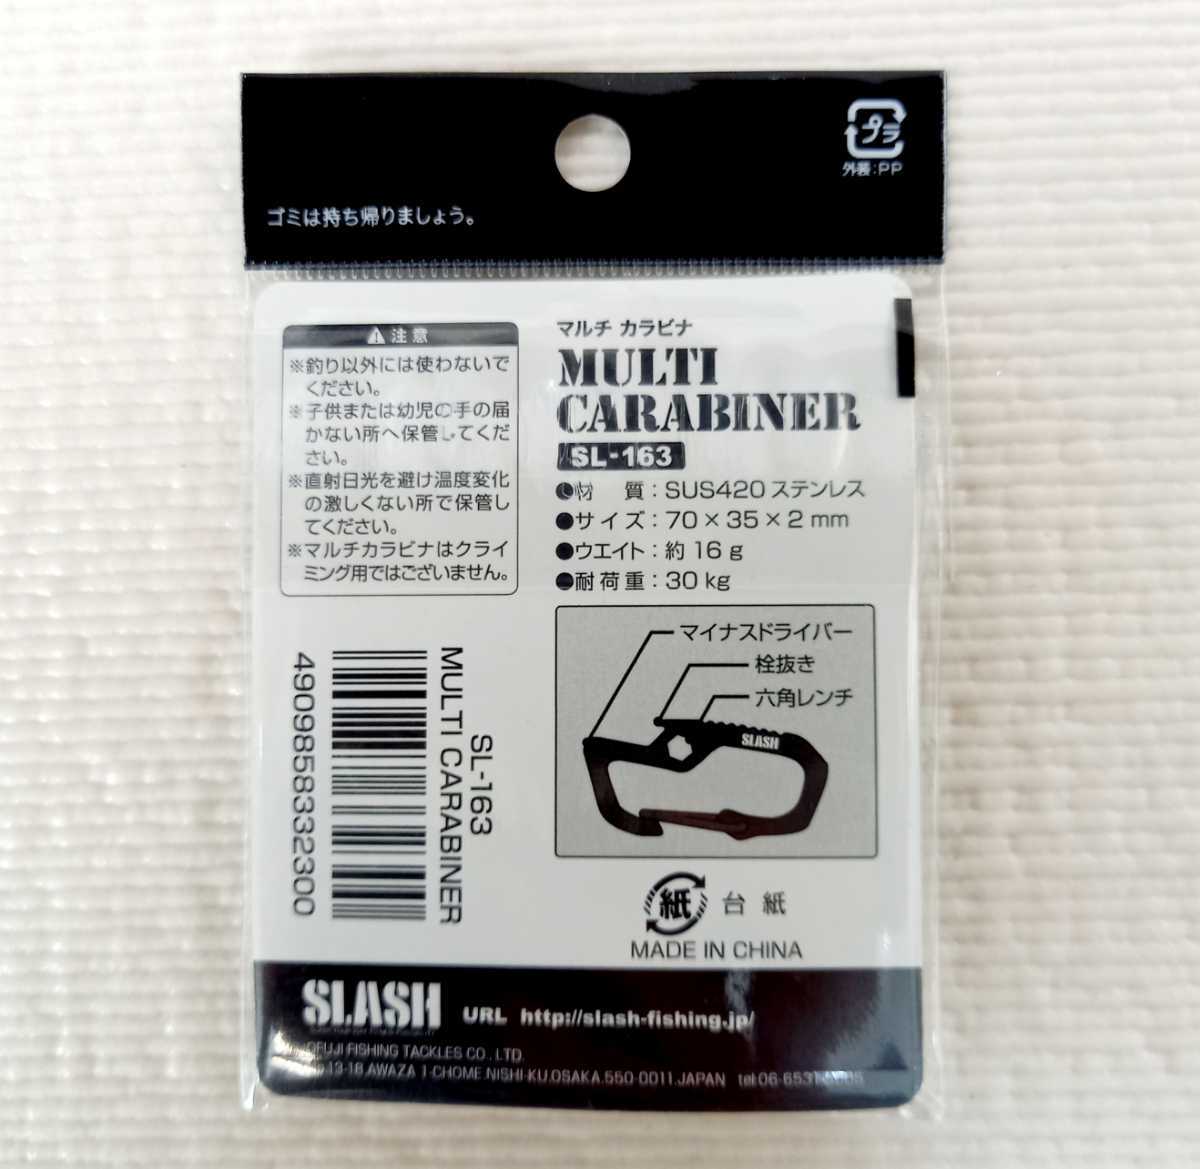 プラ
外装:PP
ゴミは持ち帰りましょう。
注意
※釣り以外には使わないで
ください。
※子供または幼児の手の届
かない所へ保管してくだ
さい。
※直射日光を避け温度変化
の激しくない所で保管し
てください。
※マルチカラビナはクライ
ミング用ではございません。
マルチ カラビナ
MULTI
CARABINER
SL-163
●材 質:SUS420ステンレス
●サイズ:70×35×2mm
●ウエイト:約16g
●耐荷重:30kg
マイナスドライバー
栓抜き
六角レンチ
SLASH
SL-163
MULTI CARABINER
4909858332300
紙 台紙
MADE IN CHINA
SLASH URL http://slash-fishing.jp/
FUJI FISHING TACKLES CO., LTD.
13-18 AWAZA 1-CHOME.NISHI-KU.OSAKA.550-0011.JAPAN tel:06-6531